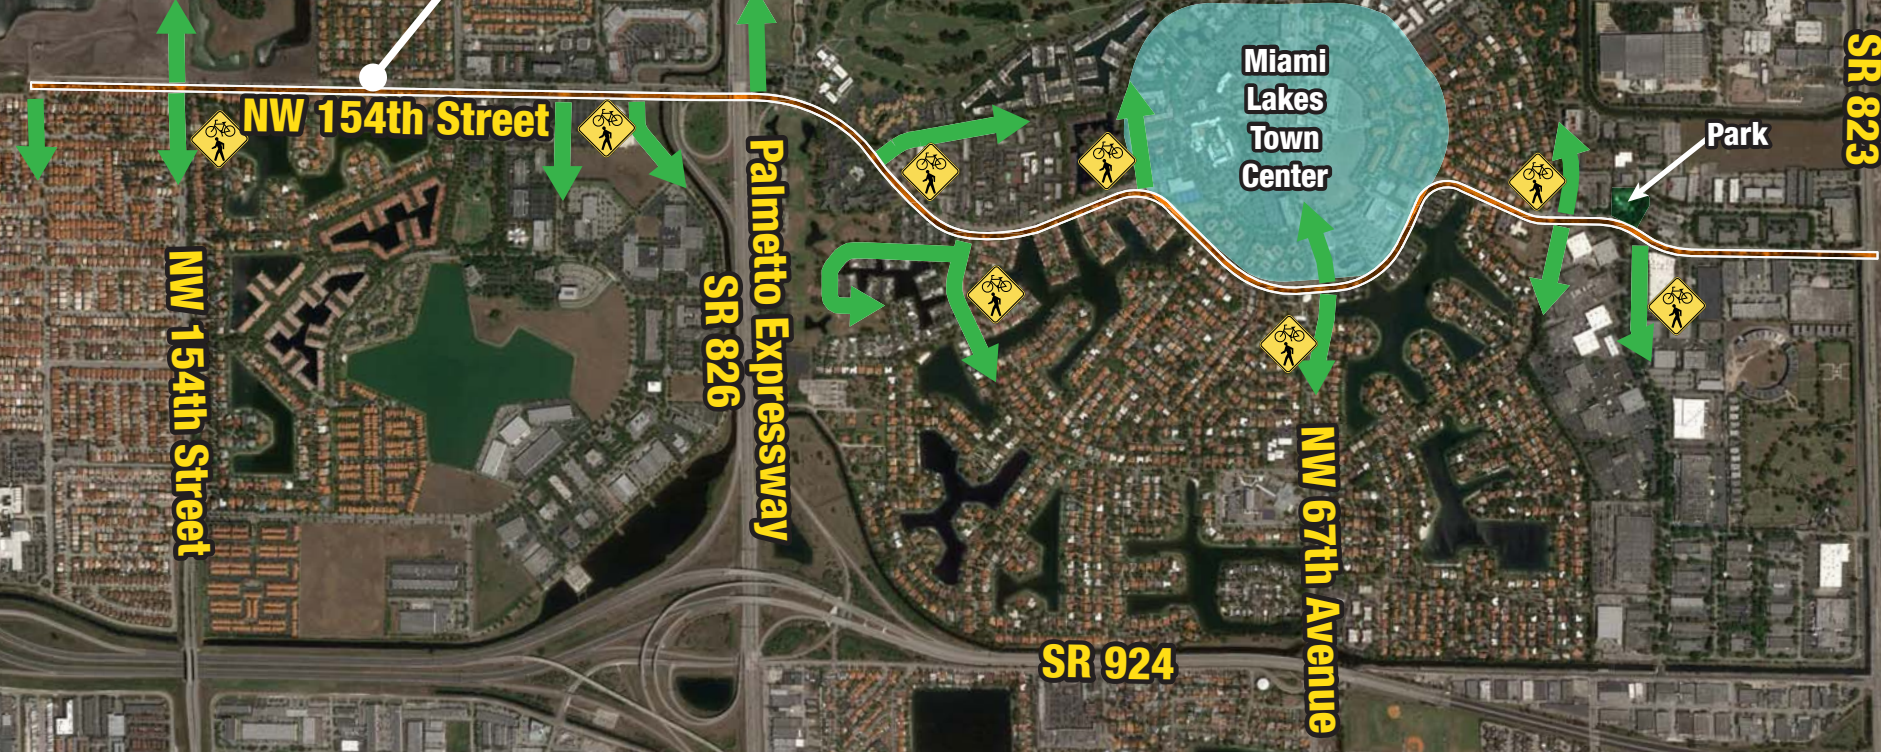 NW 154th Street
Miami
Lakes
Town
Center
Park
SR 823
NW 154th Street
SR 826
Palmetto Expressway
NW 67th Avenue
SR 924